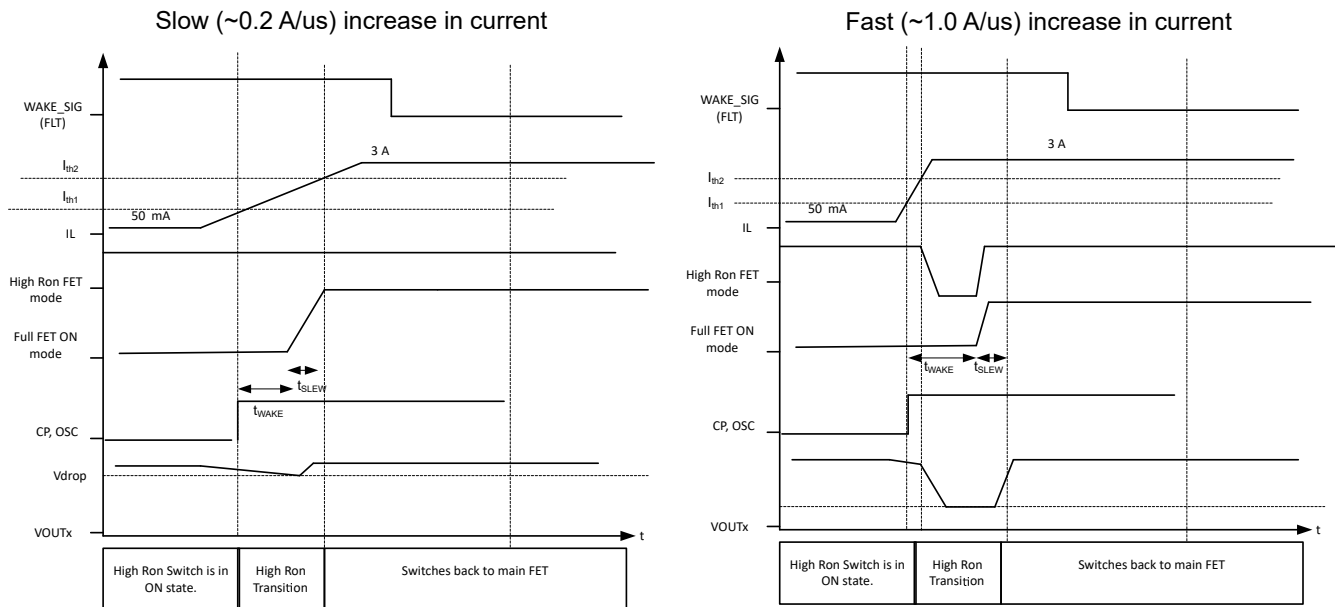 Slow (~0.2 A/us) increase in current
WAKE_SIG
(FLT)
3 A
Ith2
Ith1
50 mA
IL
High Ron FET
mode
Full FET ON
mode
tSLEW
tWAKE
CP, OSC
Vdrop
VOUTx
t
High Ron Switch is in
ON state.
High Ron
Transition
Switches back to main FET
Fast (~1.0 A/us) increase in current
WAKE_SIG
(FLT)
3 A
Ith2
Ith1
50 mA
IL
High Ron FET
mode
Full FET ON
mode
tWAKE
tSLEW
CP, OSC
VOUTx
t
High Ron Switch is in
ON state.
High Ron
Transition
Switches back to main FET